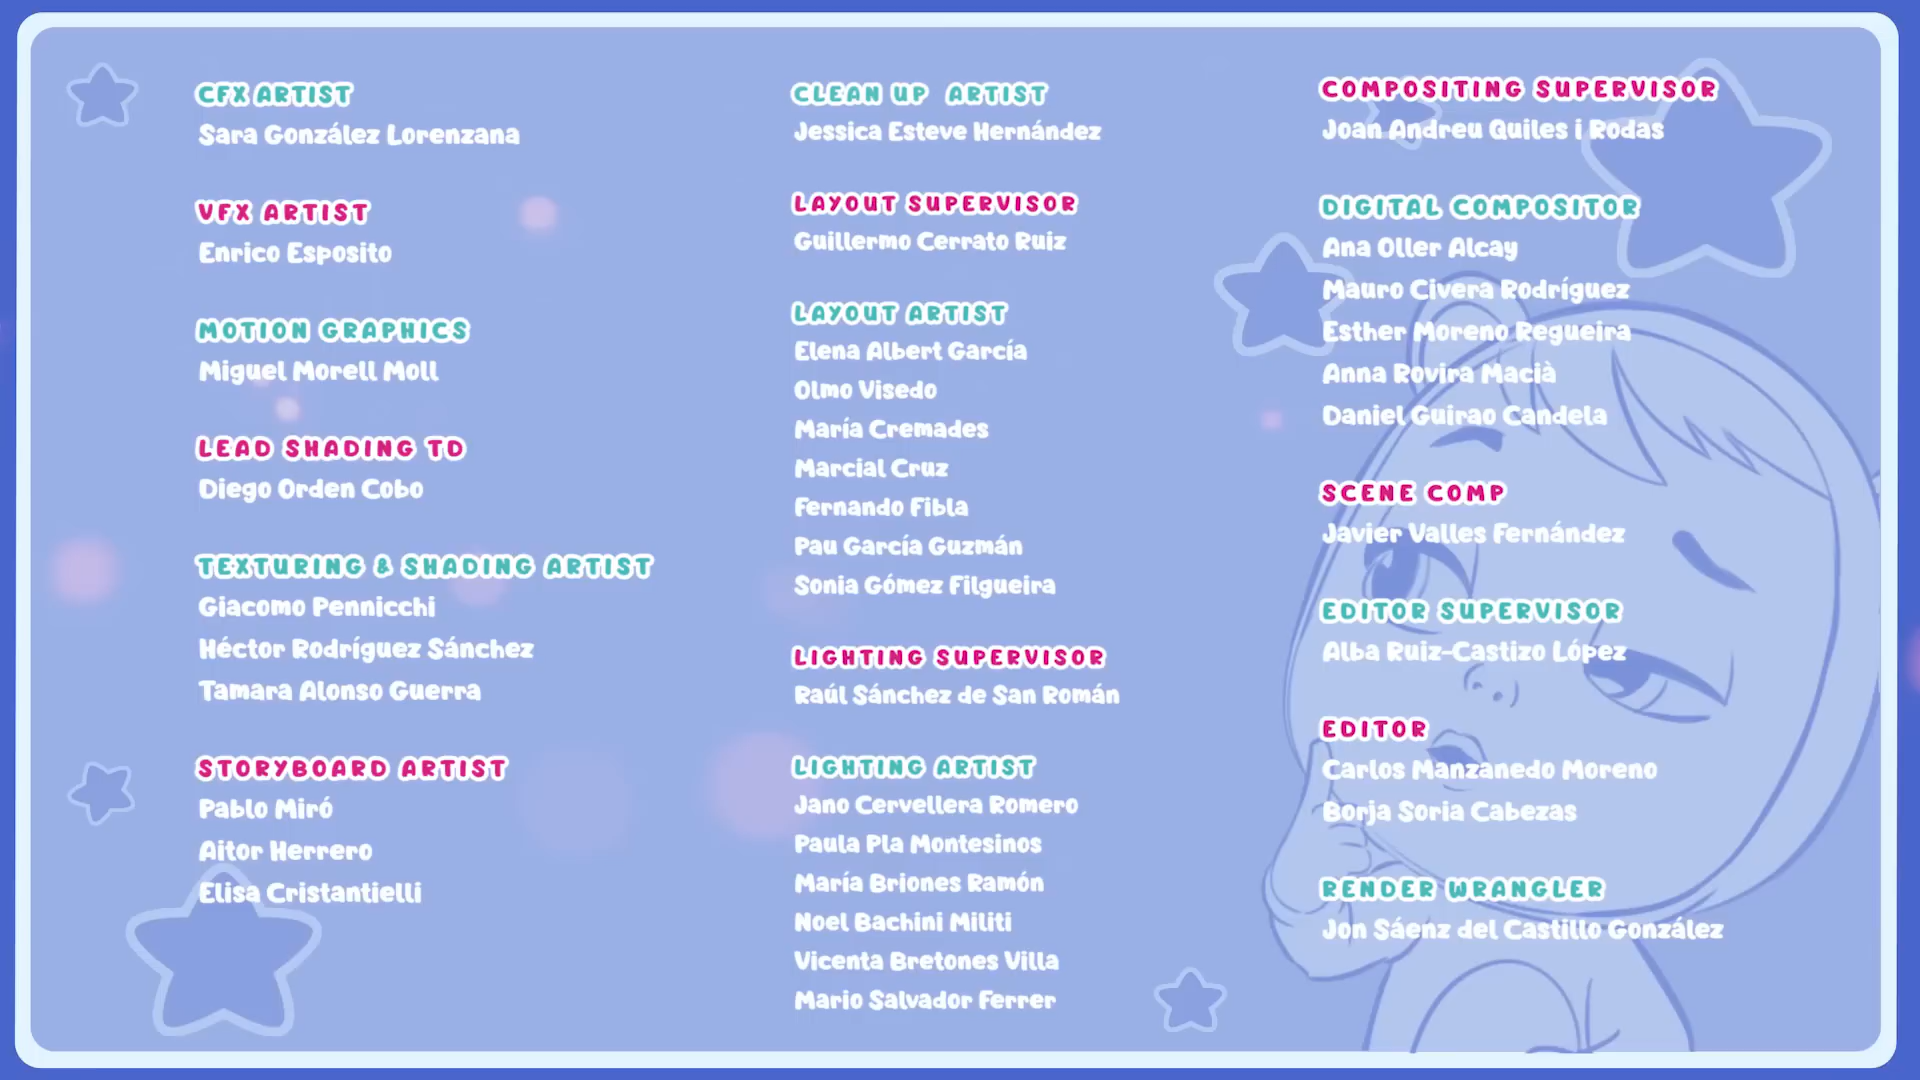 CFX ARTIST
Sara González Lorenzana
VFX ARTIST
Enrico Esposito
MOTION GRAPHICS
Miguel Morell Moll
LEAD SHADING TD
Diego Orden Cobo
TEXTURING & SHADING ARTIST
Giacomo Pennicchi
Héctor Rodríguez Sánchez
Tamara Alonso Guerra
STORYBOARD ARTIST
Pablo Miró
Aitor Herrero
Elisa Cristantielli
CLEAN UP ARTIST
Jessica Esteve Hernández
LAYOUT SUPERVISOR
Guillermo Cerrato Ruiz
LAYOUT ARTIST
Elena Albert García
Olmo Visedo
María Cremades
Marcial Cruz
Fernando Fibla
Pau García Guzmán
Sonia Gómez Filgueira
LIGHTING SUPERVISOR
Raúl Sánchez de San Román
LIGHTING ARTIST
Jano Cervellera Romero
Paula Pla Montesinos
María Briones Ramón
Noel Bachini Militi
Vicenta Bretones Villa
Mario Salvador Ferrer
COMPOSITING SUPERVISOR
Joan Andreu Quiles i Rodas
DIGITAL COMPOSITOR
Ana Oller Alcay
Mauro Civera Rodríguez
Esther Moreno Regueira
Anna Rovira Macià
Daniel Guirao Candela
SCENE COMP
Javier Valles Fernández
EDITOR SUPERVISOR
Alba Ruiz-Castizo López
EDITOR
Carlos Manzanedo Moreno
Borja Soria Cabezas
RENDER WRANGLER
Jon Sáenz del Castillo González